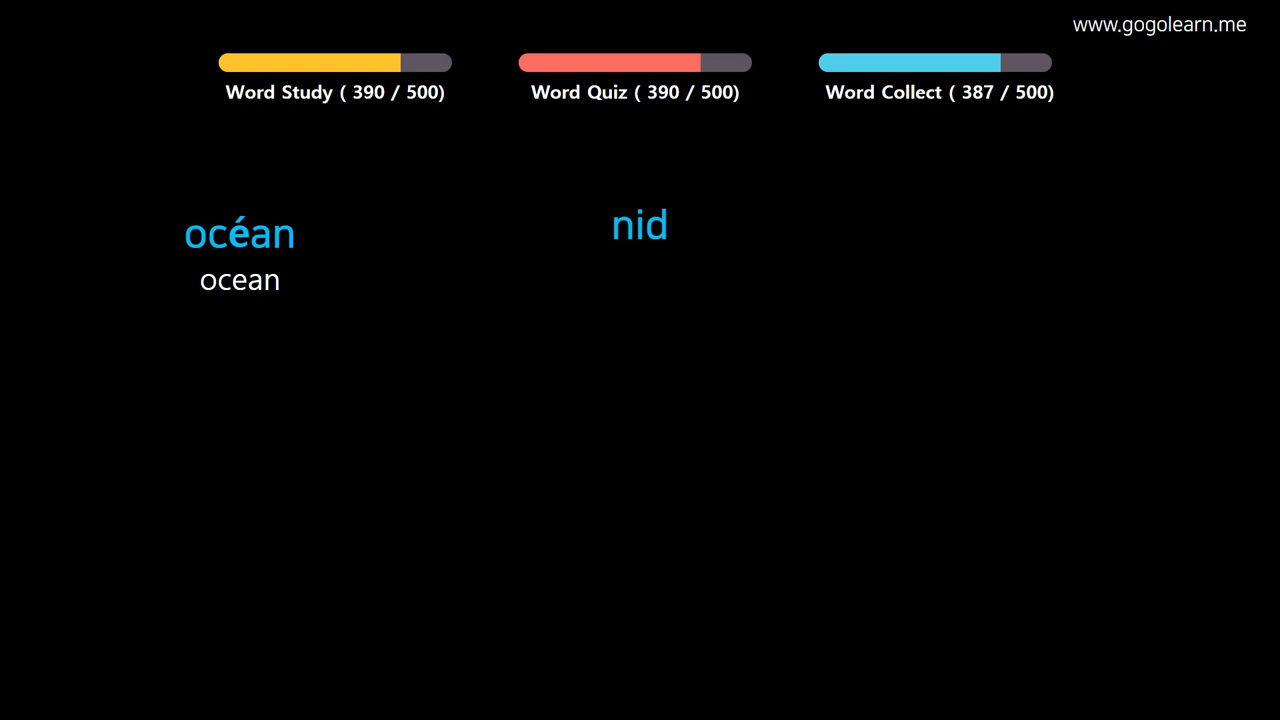 www.gogolearn.me
Word Study ( 390 / 500)
Word Quiz ( 390 / 500)
Word Collect ( 387 / 500)
océan
ocean
nid